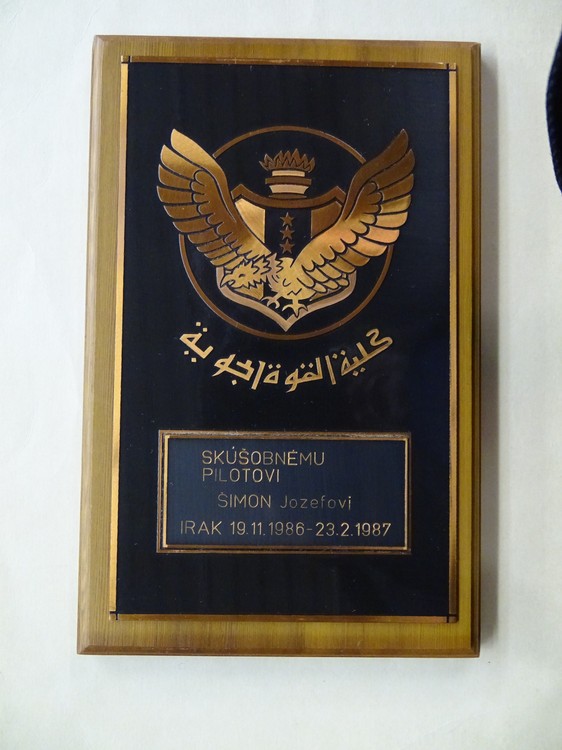 كلية القوة الجوية
SKÚŠOBNÉMU
PILOTOVI
ŠIMON Jozefovi
IRAK 19.11.1986-23.2.1987